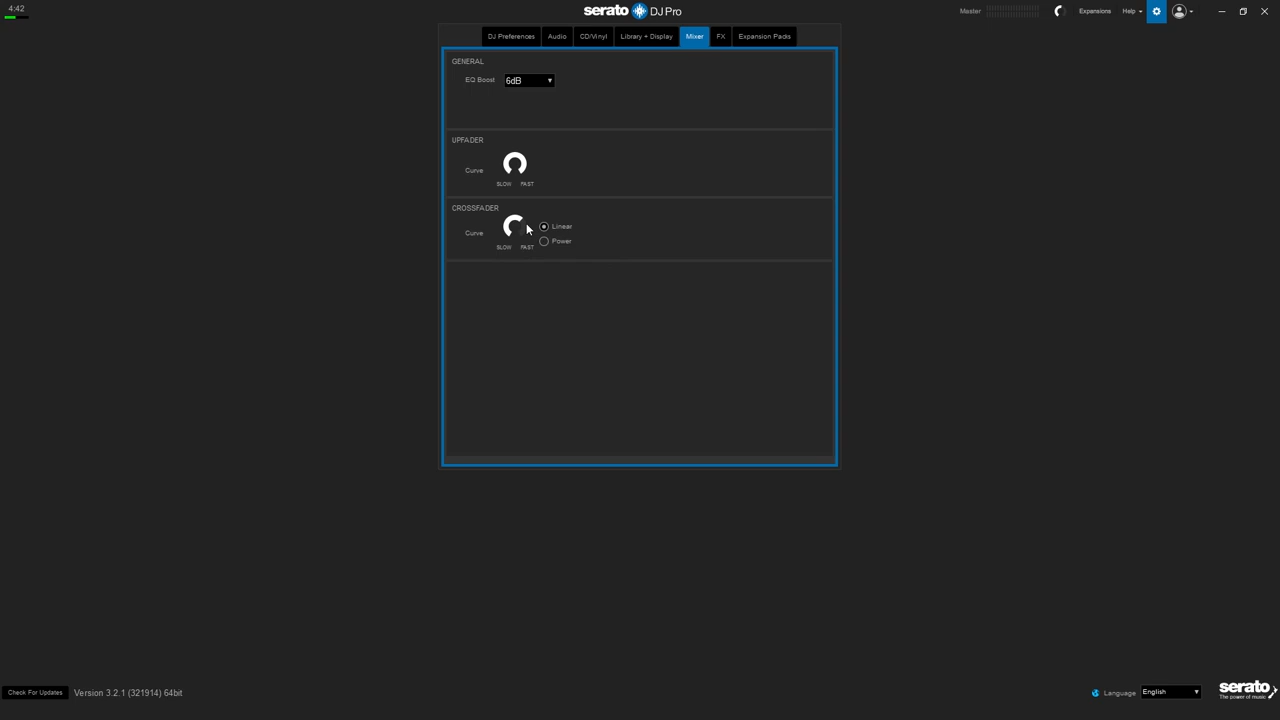 4:42
serato DJ Pro
Master
Expansions
Help
DJ Preferences
Audio
CD/Vinyl
Library + Display
Mixer
FX
Expansion Packs
GENERAL
EQ Boost 6dB
UPFADER
Curve
SLOW FAST
CROSSFADER
Curve
Linear
Power
SLOW FAST
Check For Updates Version 3.2.1 (321914) 64bit
Language English
serato
The power of music